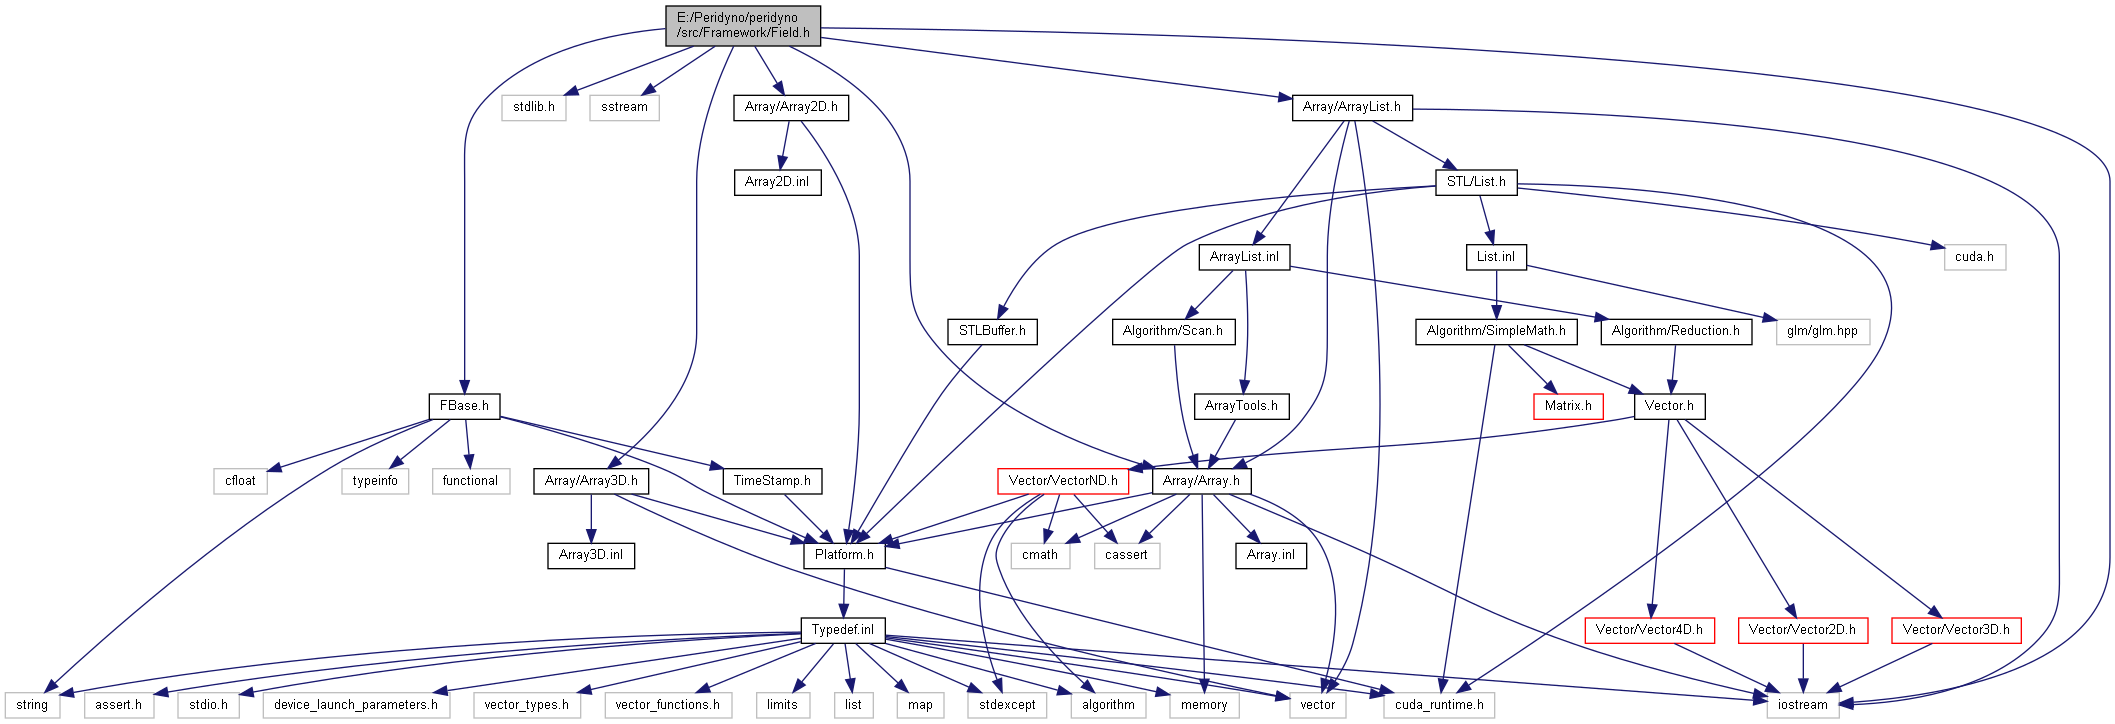 E:/Peridyno/peridyno
/src/Framework/Field.h
stdlib.h
sstream
Array/Array2D.h
Array/ArrayList.h
Array2D.inl
STL/List.h
ArrayList.inl
List.inl
cuda.h
STLBuffer.h
Algorithm/Scan.h
Algorithm/SimpleMath.h
Algorithm/Reduction.h
glm/glm.hpp
FBase.h
ArrayTools.h
Matrix.h
Vector.h
cfloat
typeinfo
functional
Array/Array3D.h
TimeStamp.h
Vector/VectorND.h
Array/Array.h
Array3D.inl
Platform.h
cmath
cassert
Array.inl
Typedef.inl
Vector/Vector4D.h
Vector/Vector2D.h
Vector/Vector3D.h
string
assert.h
stdio.h
device_launch_parameters.h
vector_types.h
vector_functions.h
limits
list
map
stdexcept
algorithm
memory
vector
cuda_runtime.h
iostream